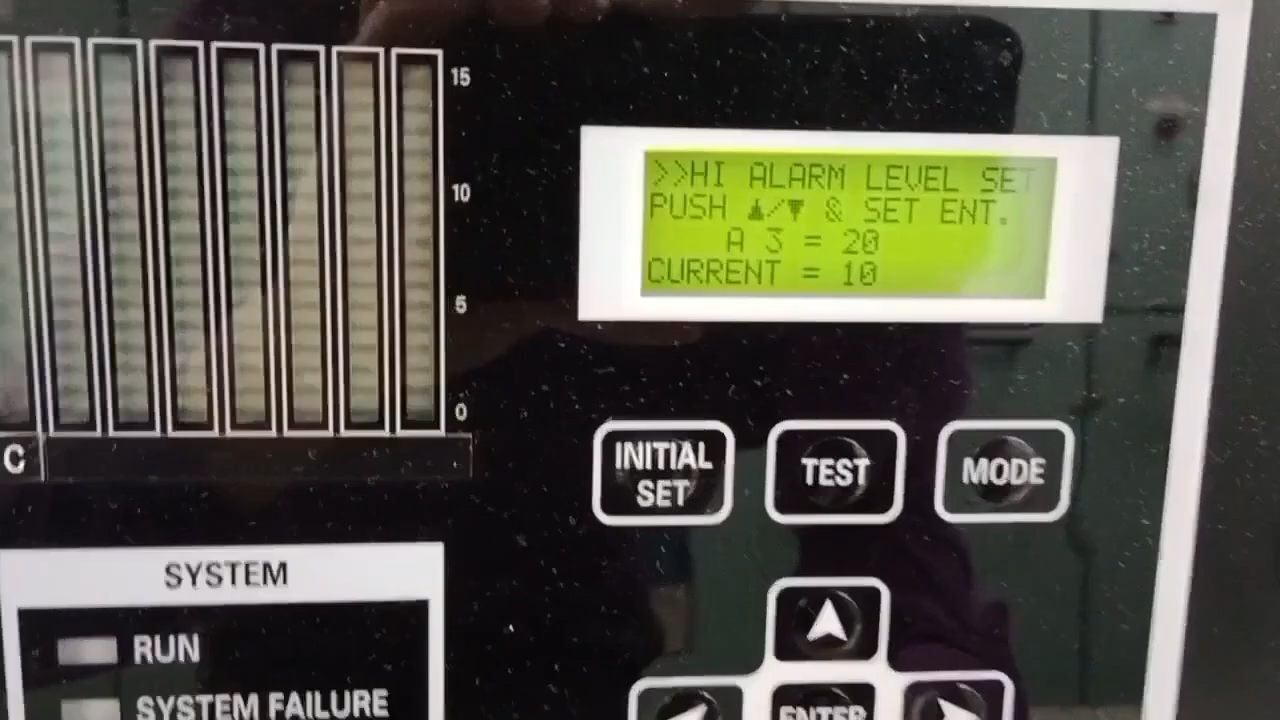 15
10
5
0
C
>>HI ALARM LEVEL SET
PUSH ▲/▼ & SET ENT.
A 3 = 20
CURRENT = 10
INITIAL
SET
TEST
MODE
SYSTEM
RUN
SYSTEM FAILURE
ENTER